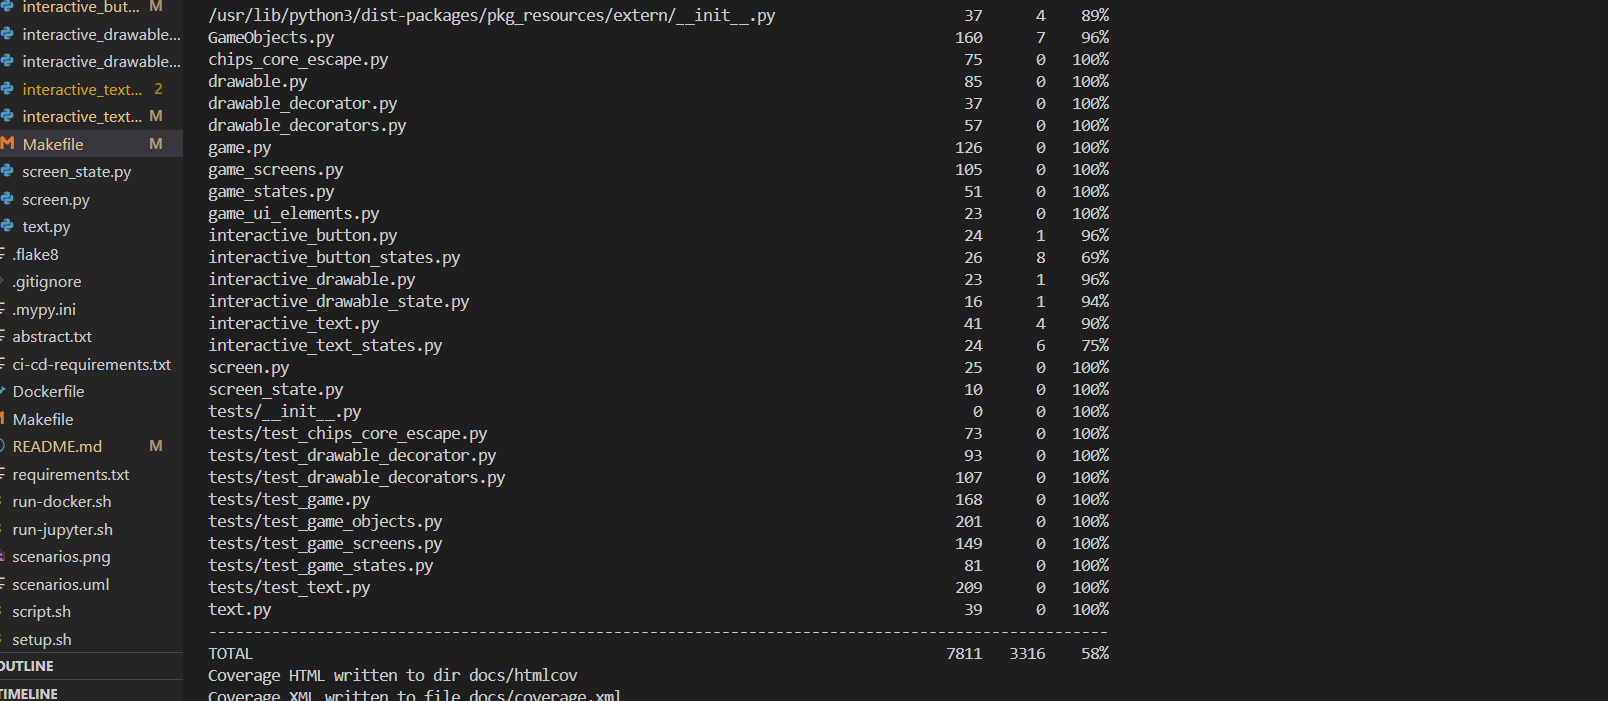 interactive_but... M
interactive_drawable...
interactive_drawable...
interactive_text... 2
interactive_text... M
Makefile M
screen_state.py
screen.py
text.py
.flake8
.gitignore
.mypy.ini
abstract.txt
ci-cd-requirements.txt
Dockerfile
Makefile
README.md M
requirements.txt
run-docker.sh
run-jupyter.sh
scenarios.png
scenarios.uml
script.sh
setup.sh
OUTLINE
TIMELINE
/usr/lib/python3/dist-packages/pkg_resources/extern/__init__.py 37 4 89%
GameObjects.py 160 7 96%
chips_core_escape.py 75 0 100%
drawable.py 85 0 100%
drawable_decorator.py 37 0 100%
drawable_decorators.py 57 0 100%
game.py 126 0 100%
game_screens.py 105 0 100%
game_states.py 51 0 100%
game_ui_elements.py 23 0 100%
interactive_button.py 24 1 96%
interactive_button_states.py 26 8 69%
interactive_drawable.py 23 1 96%
interactive_drawable_state.py 16 1 94%
interactive_text.py 41 4 90%
interactive_text_states.py 24 6 75%
screen.py 25 0 100%
screen_state.py 10 0 100%
tests/__init__.py 0 0 100%
tests/test_chips_core_escape.py 73 0 100%
tests/test_drawable_decorator.py 93 0 100%
tests/test_drawable_decorators.py 107 0 100%
tests/test_game.py 168 0 100%
tests/test_game_objects.py 201 0 100%
tests/test_game_screens.py 149 0 100%
tests/test_game_states.py 81 0 100%
tests/test_text.py 209 0 100%
text.py 39 0 100%
----------------------------------------------------------------------------------------------------
TOTAL 7811 3316 58%
Coverage HTML written to dir docs/htmlcov
Coverage XML written to file docs/coverage.xml